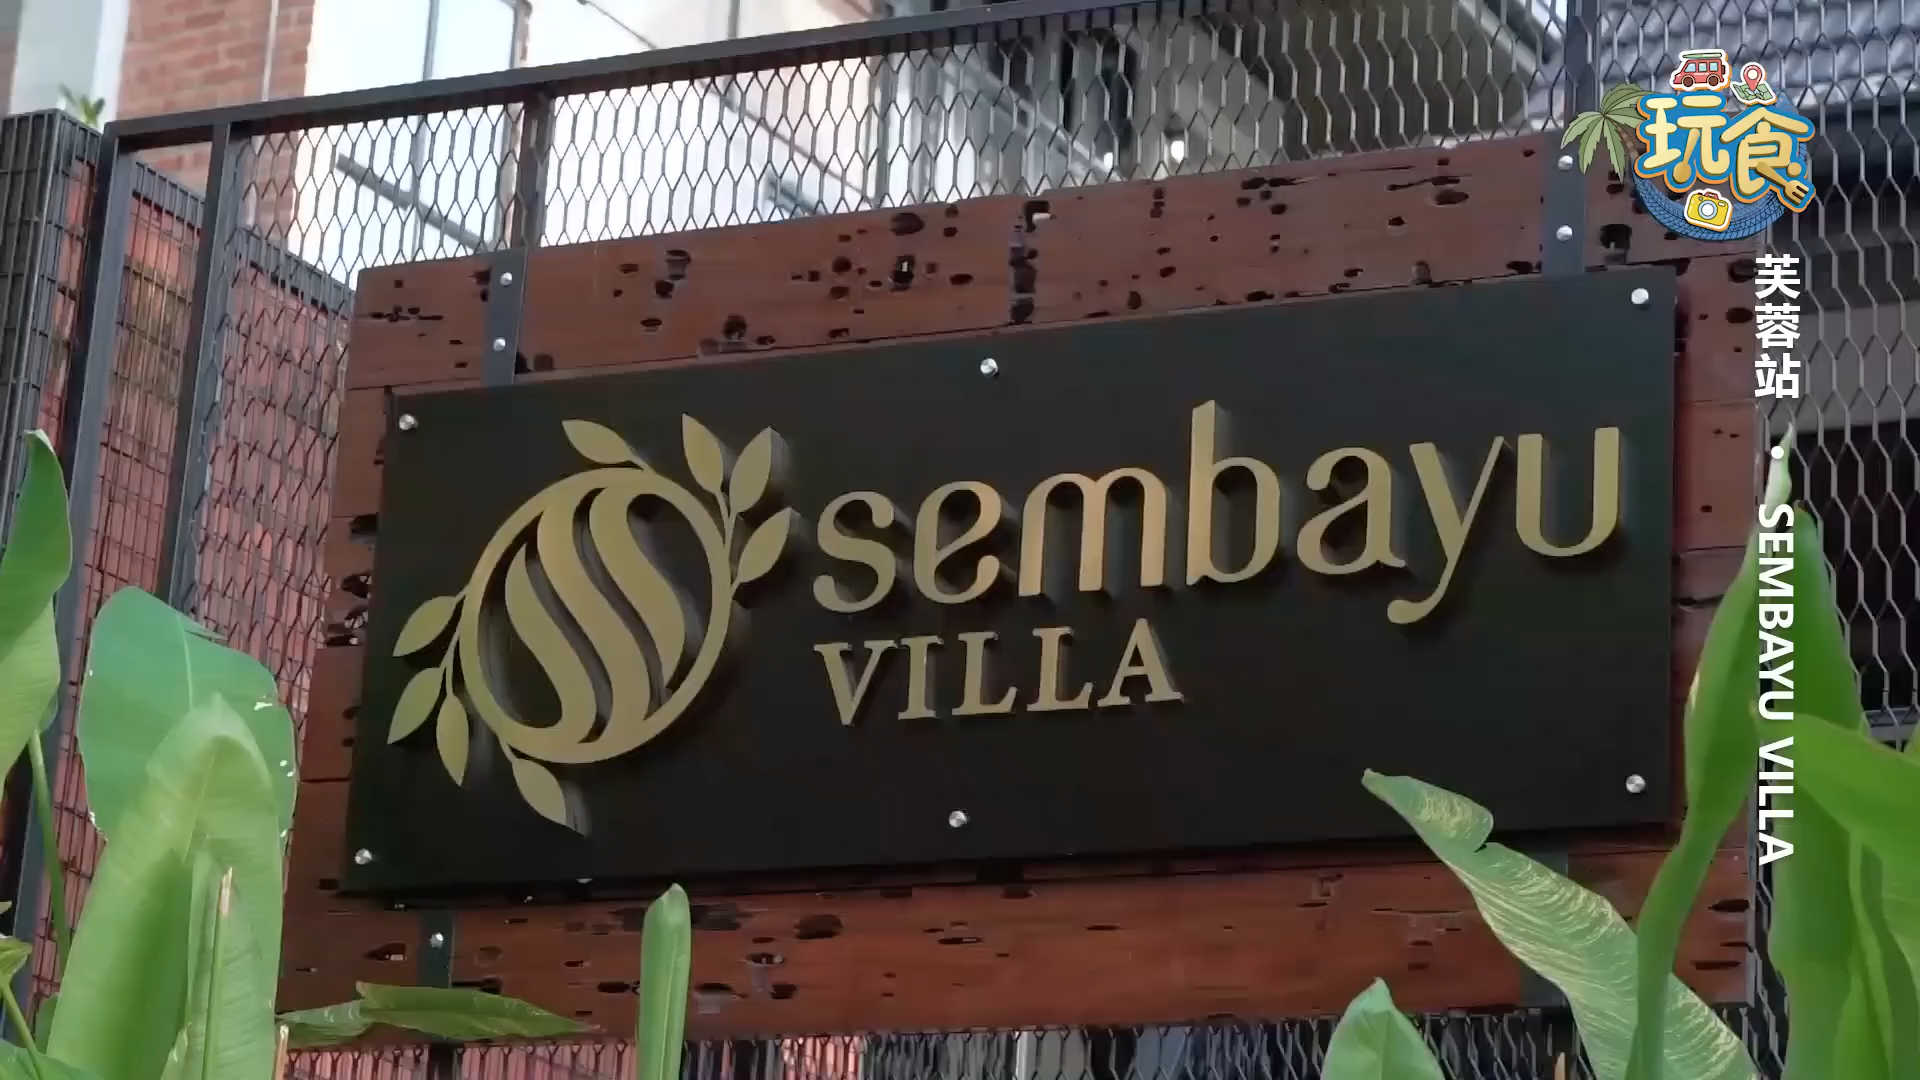 sembayu
VILLA
玩食
芙蓉站 · SEMBAYU VILLA